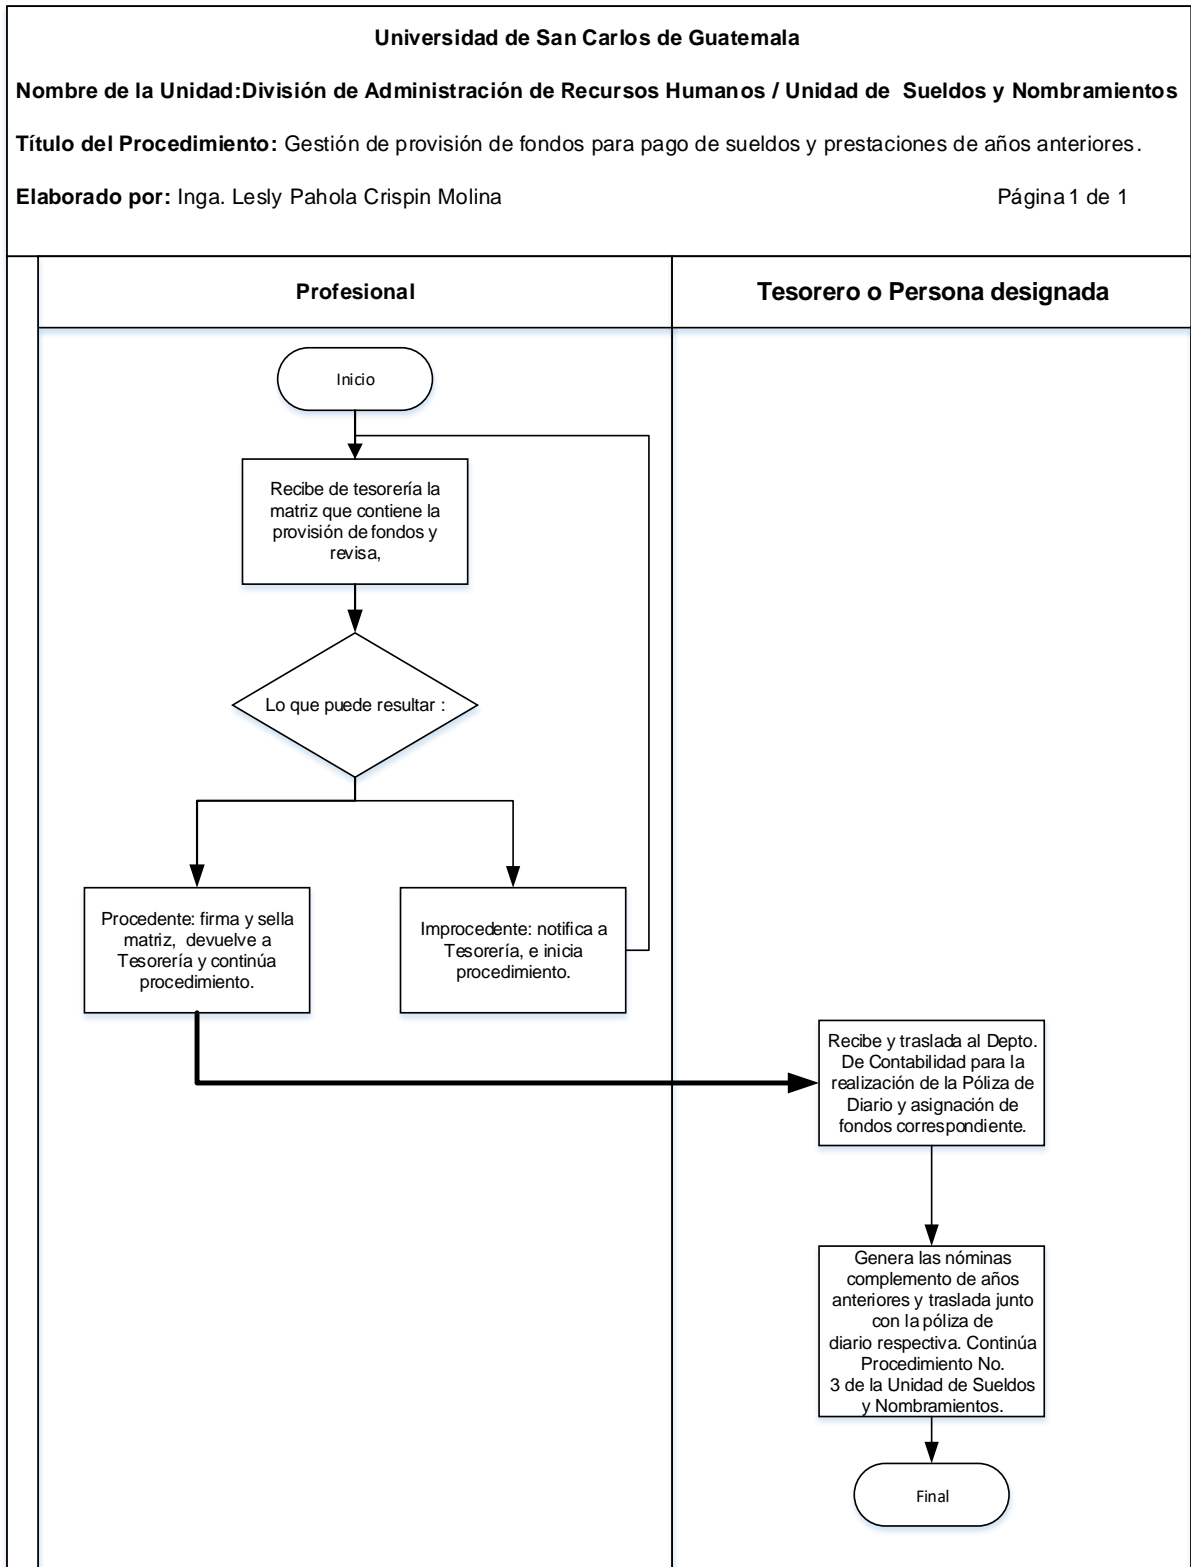 Universidad de San Carlos de Guatemala
Nombre de la Unidad:División de Administración de Recursos Humanos / Unidad de Sueldos y Nombramientos
Título del Procedimiento: Gestión de provisión de fondos para pago de sueldos y prestaciones de años anteriores.
Elaborado por: Inga. Lesly Pahola Crispin Molina Página 1 de 1
Profesional
Tesorero o Persona designada
Inicio
Recibe de tesorería la
matriz que contiene la
provisión de fondos y
revisa,
Lo que puede resultar :
Procedente: firma y sella
matriz, devuelve a
Tesorería y continúa
procedimiento.
Improcedente: notifica a
Tesorería, e inicia
procedimiento.
Recibe y traslada al Depto.
De Contabilidad para la
realización de la Póliza de
Diario y asignación de
fondos correspondiente.
Genera las nóminas
complemento de años
anteriores y traslada junto
con la póliza de
diario respectiva. Continúa
Procedimiento No.
3 de la Unidad de Sueldos
y Nombramientos.
Final